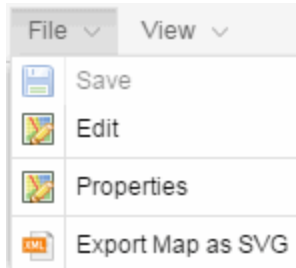 File View
Save
Edit
Properties
XML Export Map as SVG